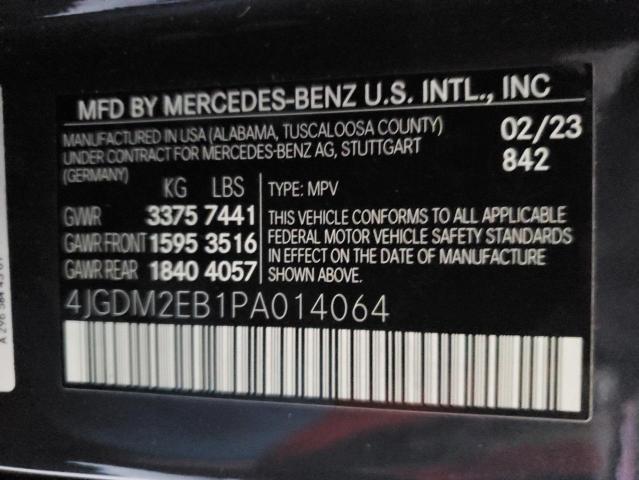 MFD BY MERCEDES-BENZ U.S. INTL., INC
MANUFACTURED IN USA (ALABAMA, TUSCALOOSA COUNTY)
UNDER CONTRACT FOR MERCEDES-BENZ AG, STUTTGART
(GERMANY)
02/23
842
KG LBS
GVWR 3375 7441
GAWR FRONT 1595 3516
GAWR REAR 1840 4057
TYPE: MPV
THIS VEHICLE CONFORMS TO ALL APPLICABLE
FEDERAL MOTOR VEHICLE SAFETY STANDARDS
IN EFFECT ON THE DATE OF MANUFACTURE
SHOWN ABOVE.
4JGDM2EB1PA014064
A 296 584